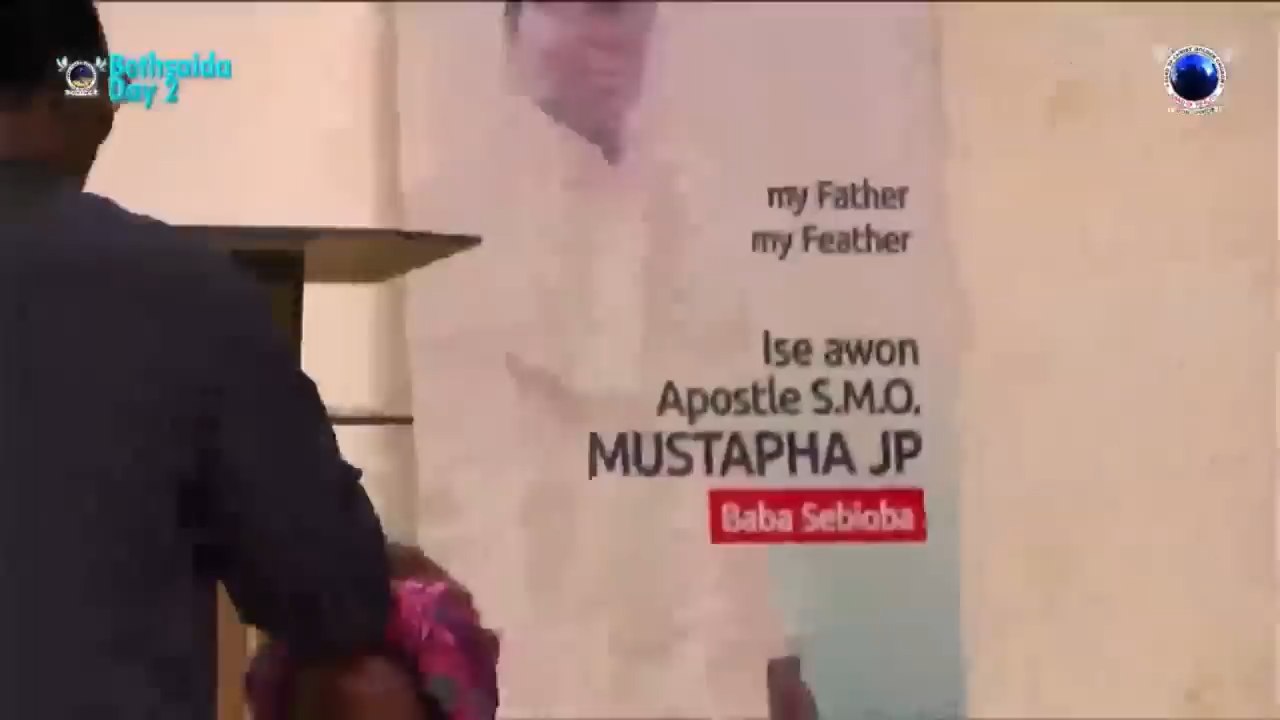 Bethsaida
Day 2
my Father
my Feather
Ise awon
Apostle S.M.O.
MUSTAPHA JP
Baba Sebioba